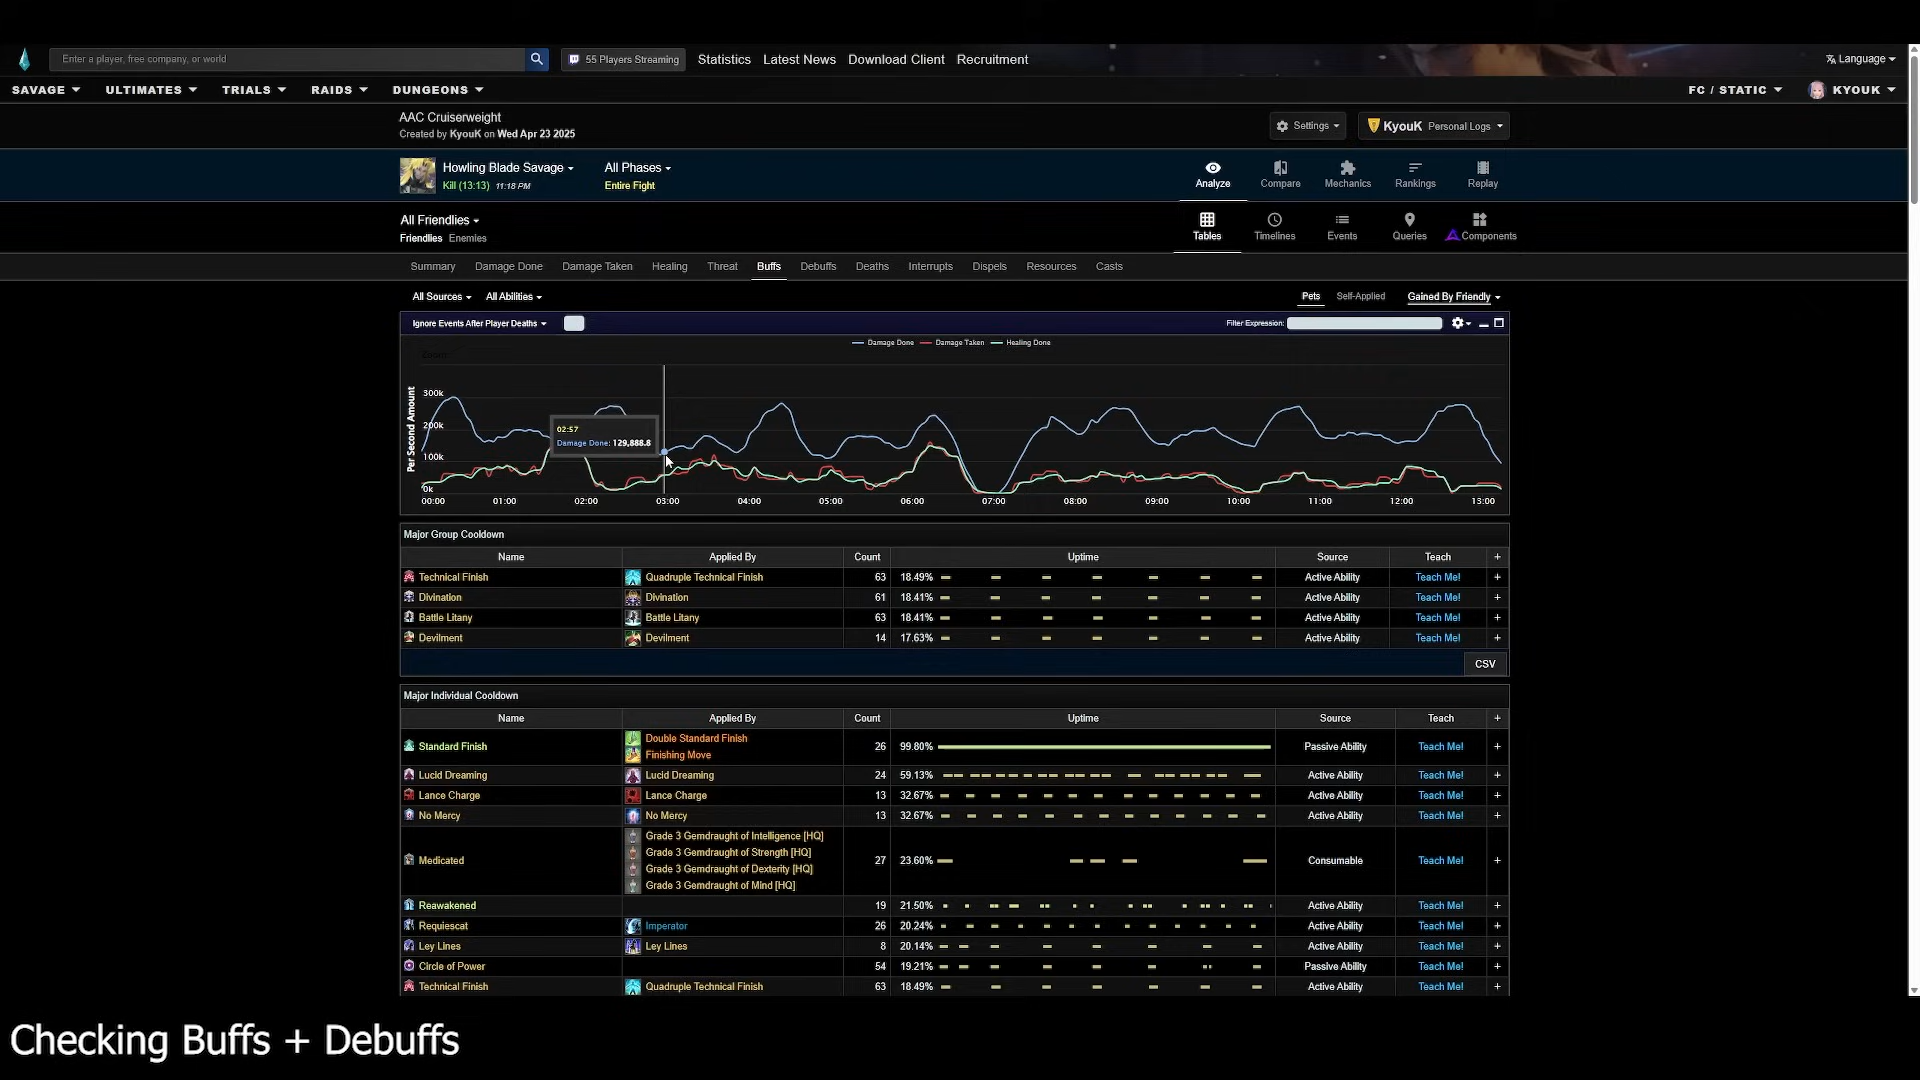 Enter a player, free company, or world
55 Players Streaming
Statistics
Latest News
Download Client
Recruitment
Language
SAVAGE
ULTIMATES
TRIALS
RAIDS
DUNGEONS
FC / STATIC
KYOUK
AAC Cruiserweight
Created by KyouK on Wed Apr 23 2025
Settings
KyouK Personal Logs
Howling Blade Savage
Kill (13:13) 11:18 PM
All Phases
Entire Fight
Analyze
Compare
Mechanics
Rankings
Replay
All Friendlies
Friendlies Enemies
Tables
Timelines
Events
Queries
Components
Summary
Damage Done
Damage Taken
Healing
Threat
Buffs
Debuffs
Deaths
Interrupts
Dispels
Resources
Casts
All Sources
All Abilities
Pets
Self-Applied
Gained By Friendly
Ignore Events After Player Deaths
Filter Expression:
Damage Done
Damage Taken
Healing Done
Zoom
Per Second Amount
300k
200k
100k
0k
02:57
Damage Done: 129,888.8
00:00 01:00 02:00 03:00 04:00 05:00 06:00 07:00 08:00 09:00 10:00 11:00 12:00 13:00
Major Group Cooldown
Name Applied By Count Uptime Source Teach +
Technical Finish Quadruple Technical Finish 63 18.49% Active Ability Teach Me! +
Divination Divination 61 18.41% Active Ability Teach Me! +
Battle Litany Battle Litany 63 18.41% Active Ability Teach Me! +
Devilment Devilment 14 17.63% Active Ability Teach Me! +
CSV
Major Individual Cooldown
Name Applied By Count Uptime Source Teach +
Standard Finish Double Standard Finish 26 99.80% Passive Ability Teach Me! +
Finishing Move
Lucid Dreaming Lucid Dreaming 24 59.13% Active Ability Teach Me! +
Lance Charge Lance Charge 13 32.67% Active Ability Teach Me! +
No Mercy No Mercy 13 32.67% Active Ability Teach Me! +
Grade 3 Gemdraught of Intelligence [HQ]
Grade 3 Gemdraught of Strength [HQ]
Medicated 27 23.60% Consumable Teach Me! +
Grade 3 Gemdraught of Dexterity [HQ]
Grade 3 Gemdraught of Mind [HQ]
Reawakened 19 21.50% Active Ability Teach Me! +
Requiescat Imperator 26 20.24% Active Ability Teach Me! +
Ley Lines Ley Lines 8 20.14% Active Ability Teach Me! +
Circle of Power 54 19.21% Passive Ability Teach Me! +
Technical Finish Quadruple Technical Finish 63 18.49% Active Ability Teach Me! +
Checking Buffs + Debuffs